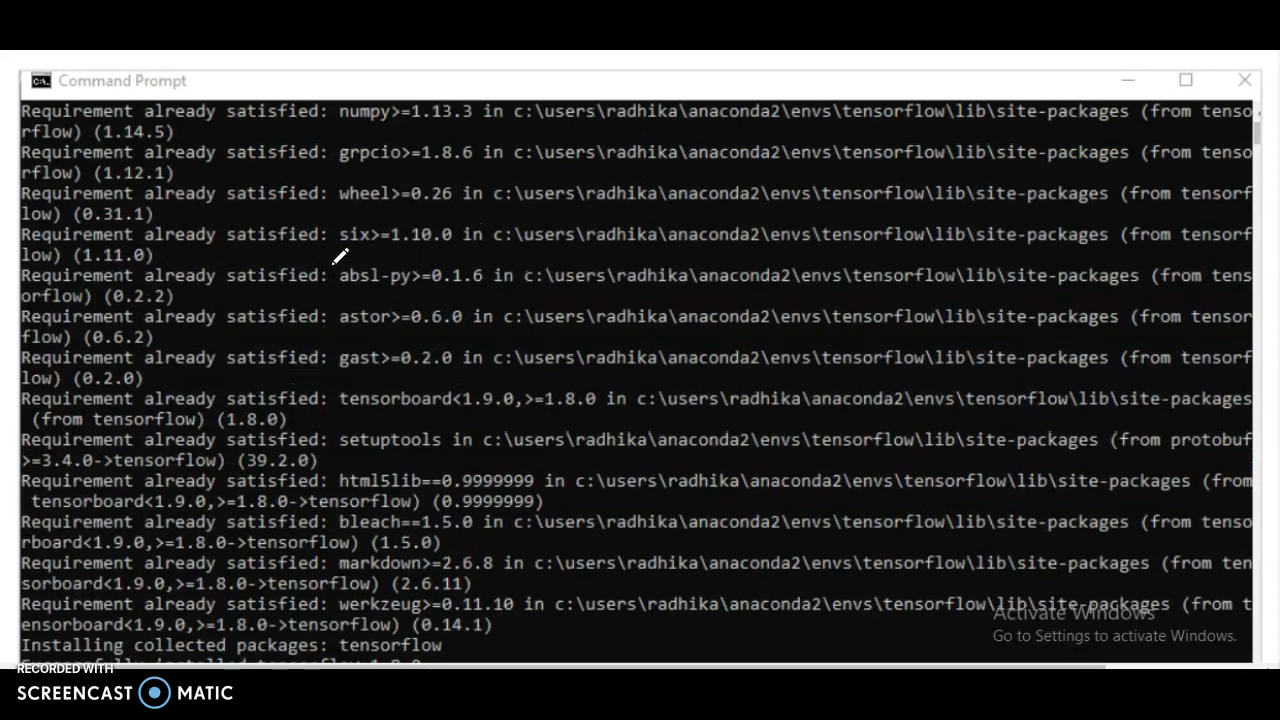 Command Prompt
Requirement already satisfied: numpy>=1.13.3 in c:\users\radhika\anaconda2\envs\tensorflow\lib\site-packages (from tenso
rflow) (1.14.5)
Requirement already satisfied: grpcio>=1.8.6 in c:\users\radhika\anaconda2\envs\tensorflow\lib\site-packages (from tenso
rflow) (1.12.1)
Requirement already satisfied: wheel>=0.26 in c:\users\radhika\anaconda2\envs\tensorflow\lib\site-packages (from tensorf
low) (0.31.1)
Requirement already satisfied: six>=1.10.0 in c:\users\radhika\anaconda2\envs\tensorflow\lib\site-packages (from tensorf
low) (1.11.0)
Requirement already satisfied: absl-py>=0.1.6 in c:\users\radhika\anaconda2\envs\tensorflow\lib\site-packages (from tens
orflow) (0.2.2)
Requirement already satisfied: astor>=0.6.0 in c:\users\radhika\anaconda2\envs\tensorflow\lib\site-packages (from tensor
flow) (0.6.2)
Requirement already satisfied: gast>=0.2.0 in c:\users\radhika\anaconda2\envs\tensorflow\lib\site-packages (from tensorf
low) (0.2.0)
Requirement already satisfied: tensorboard<1.9.0,>=1.8.0 in c:\users\radhika\anaconda2\envs\tensorflow\lib\site-packages
(from tensorflow) (1.8.0)
Requirement already satisfied: setuptools in c:\users\radhika\anaconda2\envs\tensorflow\lib\site-packages (from protobuf
>=3.4.0->tensorflow) (39.2.0)
Requirement already satisfied: html5lib==0.9999999 in c:\users\radhika\anaconda2\envs\tensorflow\lib\site-packages (from
tensorboard<1.9.0,>=1.8.0->tensorflow) (0.9999999)
Requirement already satisfied: bleach==1.5.0 in c:\users\radhika\anaconda2\envs\tensorflow\lib\site-packages (from tenso
rboard<1.9.0,>=1.8.0->tensorflow) (1.5.0)
Requirement already satisfied: markdown>=2.6.8 in c:\users\radhika\anaconda2\envs\tensorflow\lib\site-packages (from ten
sorboard<1.9.0,>=1.8.0->tensorflow) (2.6.11)
Requirement already satisfied: werkzeug>=0.11.10 in c:\users\radhika\anaconda2\envs\tensorflow\lib\site-packages (from t
ensorboard<1.9.0,>=1.8.0->tensorflow) (0.14.1)
Installing collected packages: tensorflow
Activate Windows
Go to Settings to activate Windows.
RECORDED WITH
SCREENCAST MATIC